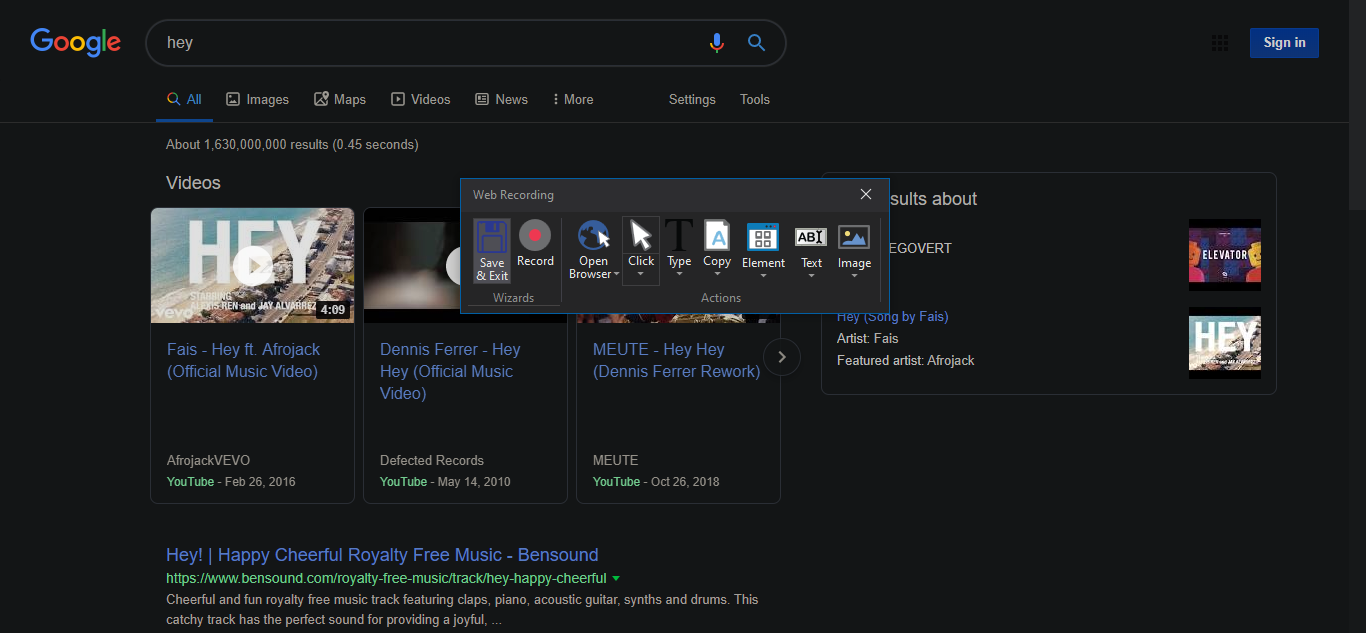 Google
hey
Sign in
All
Images
Maps
Videos
News
More
Settings
Tools
About 1,630,000,000 results (0.45 seconds)
Videos
HEY
STARRING
ALEXIS REN and JAY ALVARREZ
vevo
4:09
Fais - Hey ft. Afrojack
(Official Music Video)
AfrojackVEVO
YouTube - Feb 26, 2016
Dennis Ferrer - Hey
Hey (Official Music
Video)
Defected Records
YouTube - May 14, 2010
MEUTE - Hey Hey
(Dennis Ferrer Rework)
MEUTE
YouTube - Oct 26, 2018
Web Recording
Save
& Exit
Record
Wizards
Open
Browser
Click
T
Type
A
Copy
Element
ABI
Text
Image
Actions
sults about
EGOVERT
ELEVATOR
Hey (Song by Fais)
Artist: Fais
Featured artist: Afrojack
HEY
Hey! | Happy Cheerful Royalty Free Music - Bensound
https://www.bensound.com/royalty-free-music/track/hey-happy-cheerful
Cheerful and fun royalty free music track featuring claps, piano, acoustic guitar, synths and drums. This
catchy track has the perfect sound for providing a joyful, ...